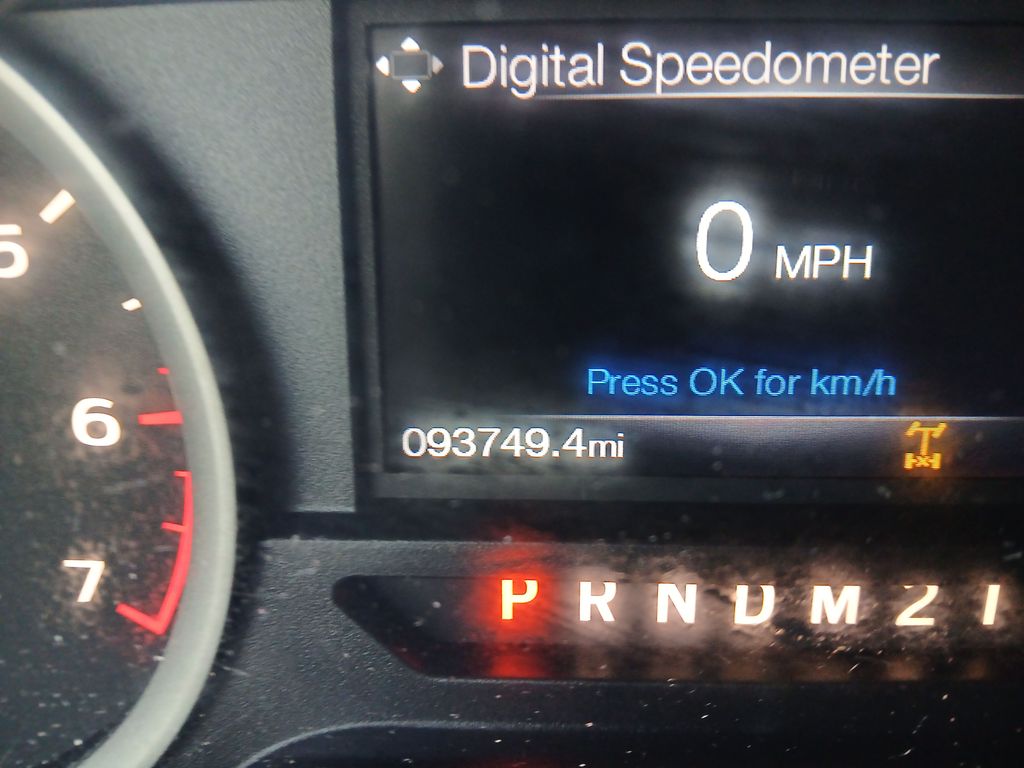 Digital Speedometer
0 MPH
Press OK for km/h
093749.4mi
5
6
7
P R N D M 2 1